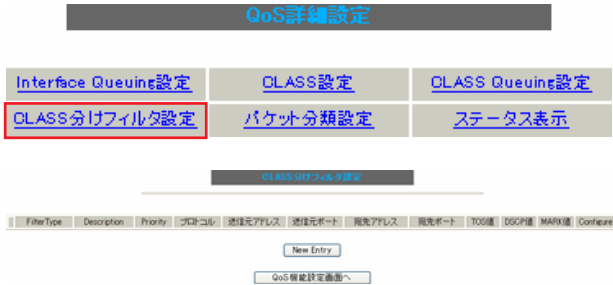 QoS詳細設定
Interface Queuing設定 CLASS設定 CLASS Queuing設定
CLASS分けフィルタ設定 パケット分類設定 ステータス表示
CLASS分けフィルタ設定
FilterType Description Priority プロトコル 送信元アドレス 送信元ポート 宛先アドレス 宛先ポート TOS値 DSCP値 MARK値 Configure
New Entry
QoS機能設定画面へ